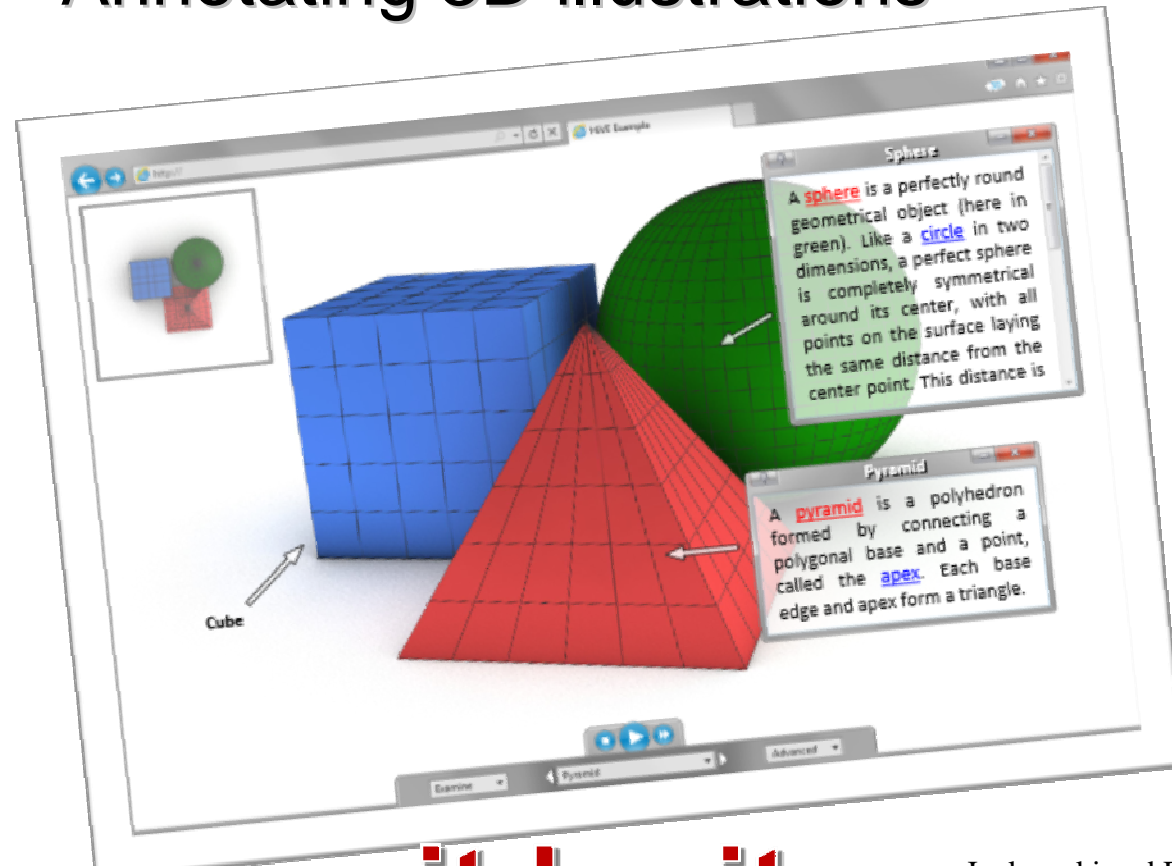 Annotating 3D Illustrations
http://
Example
Sphere
A sphere is a perfectly round
geometrical object (here in
green). Like a circle in two
dimensions, a perfect sphere
is completely symmetrical
around its center, with all
points on the surface laying
the same distance from the
center point. This distance is
Pyramid
A pyramid is a polyhedron
formed by connecting a
polygonal base and a point,
called the apex. Each base
edge and apex form a triangle.
Cube
Examine
Pyramid
Advanced